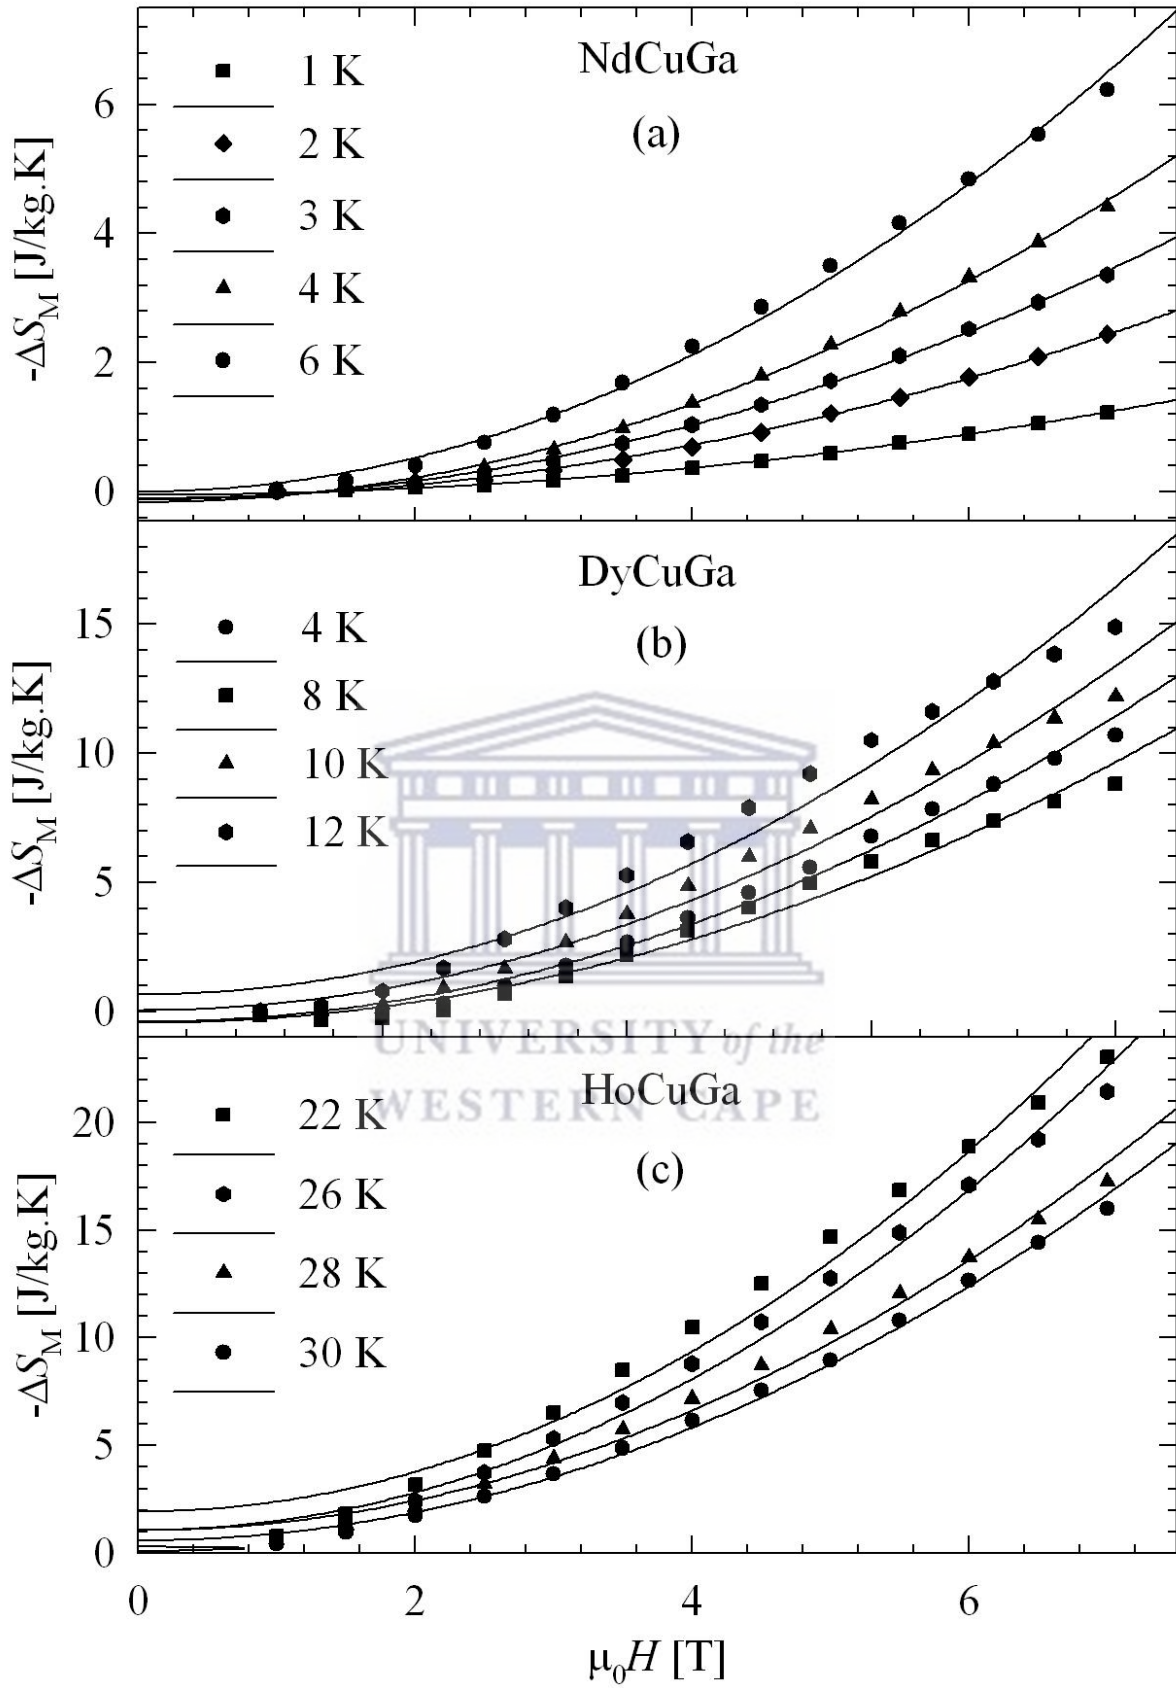 NdCuGa
(a)
1 K
2 K
3 K
4 K
6 K
6
4
2
0
-ΔS_M [J/kg.K]
DyCuGa
(b)
4 K
8 K
10 K
12 K
15
10
5
0
-ΔS_M [J/kg.K]
UNIVERSITY of the
WESTERN CAPE
HoCuGa
(c)
22 K
26 K
28 K
30 K
20
15
10
5
0
-ΔS_M [J/kg.K]
0 2 4 6
μ₀H [T]